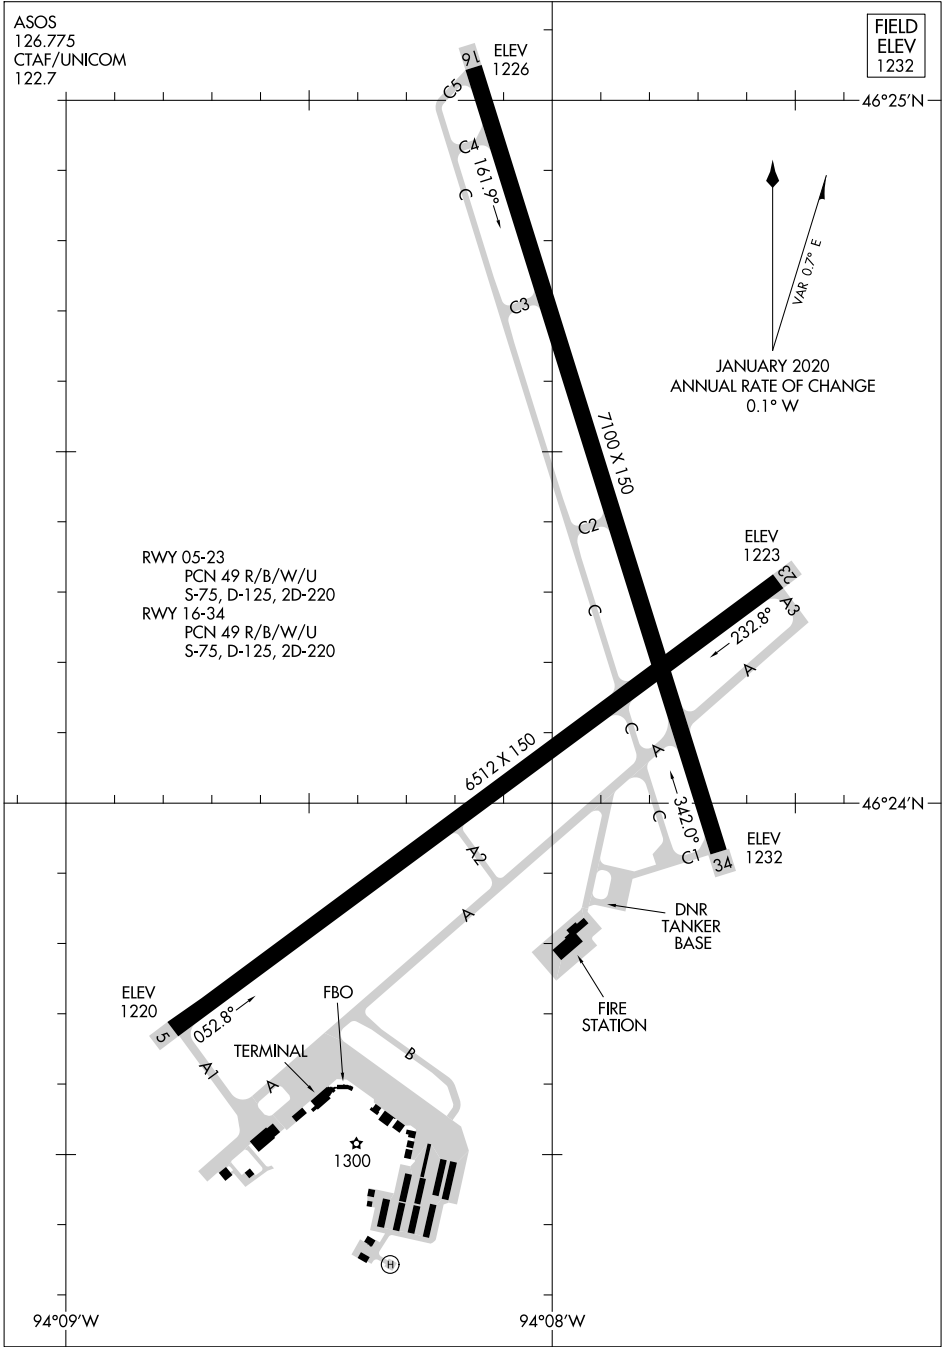 ASOS
126.775
CTAF/UNICOM
122.7
FIELD
ELEV
1232
16
ELEV
1226
46°25'N
C5
C4
161.9°
C
C3
VAR 0.7° E
JANUARY 2020
ANNUAL RATE OF CHANGE
0.1° W
7100 X 150
C2
RWY 05-23
PCN 49 R/B/W/U
S-75, D-125, 2D-220
RWY 16-34
PCN 49 R/B/W/U
S-75, D-125, 2D-220
ELEV
1223
23
A3
232.8°
C
A
C
A
6512 X 150
46°24'N
342.0°
C
C1
34
ELEV
1232
A2
A
DNR
TANKER
BASE
FIRE
STATION
ELEV
1220
5
052.8°
FBO
TERMINAL
A1
A
B
1300
H
94°09'W
94°08'W